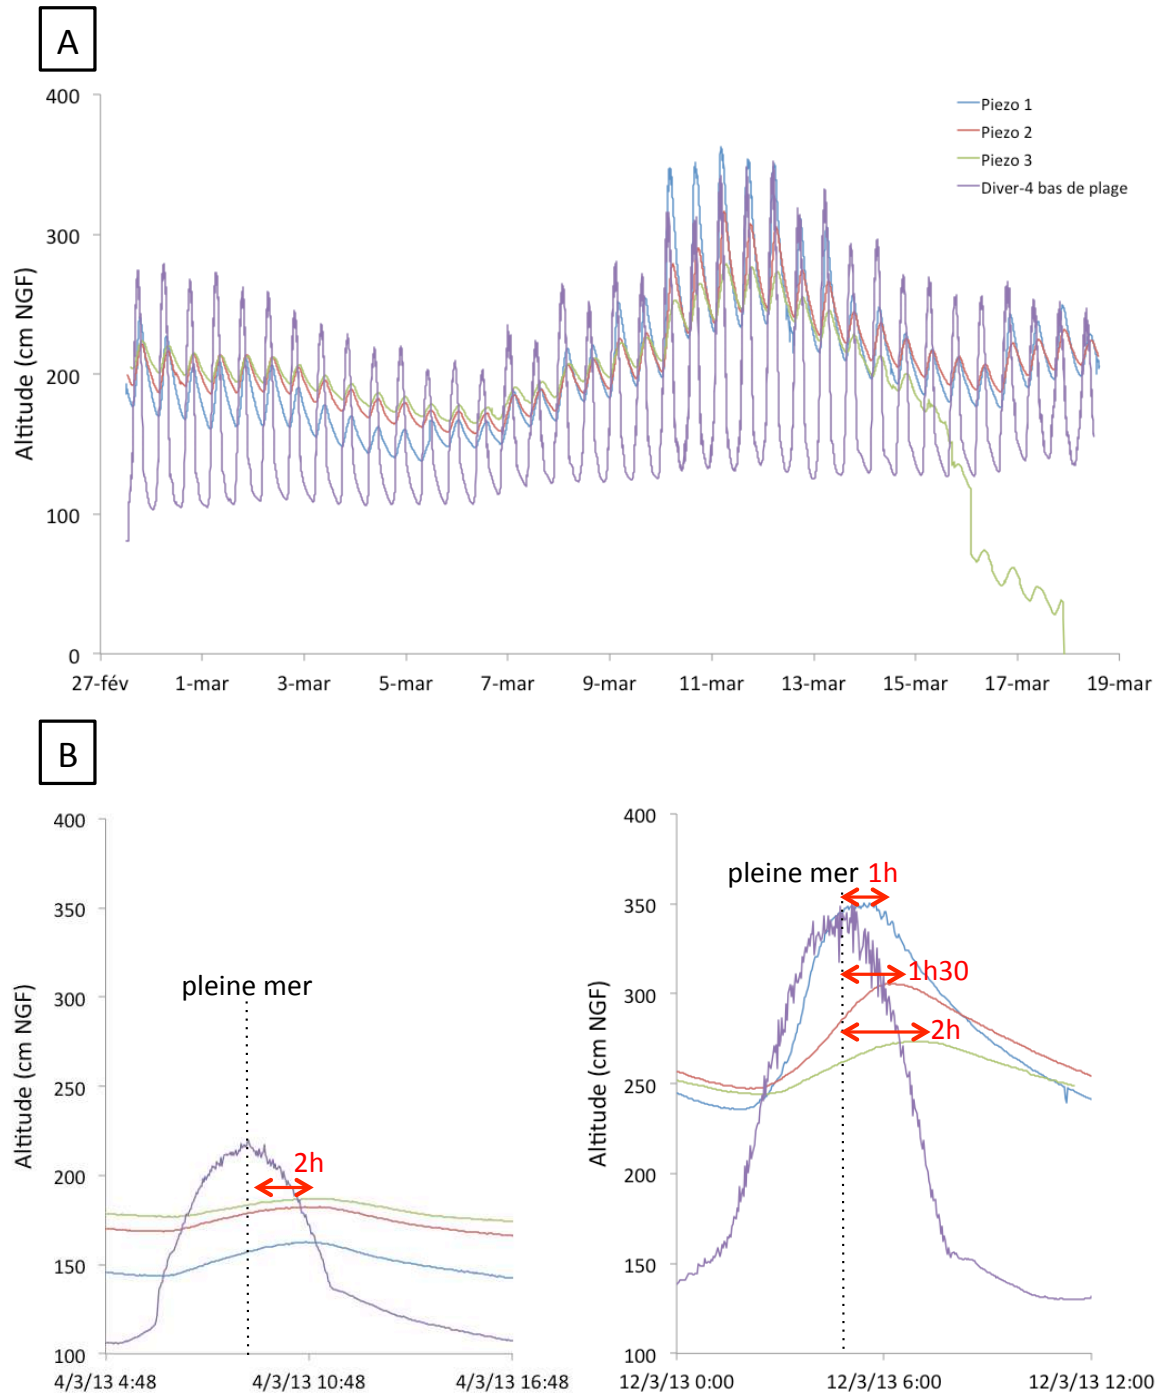 A
400
300
200
100
0
Altitude (cm NGF)
Piezo 1
Piezo 2
Piezo 3
Diver-4 bas de plage
27-fév 1-mar 3-mar 5-mar 7-mar 9-mar 11-mar 13-mar 15-mar 17-mar 19-mar
B
400
350
300
250
200
150
100
Altitude (cm NGF)
pleine mer
2h
4/3/13 4:48 4/3/13 10:48 4/3/13 16:48
400
350
300
250
200
150
100
Altitude (cm NGF)
pleine mer 1h
1h30
2h
12/3/13 0:00 12/3/13 6:00 12/3/13 12:00